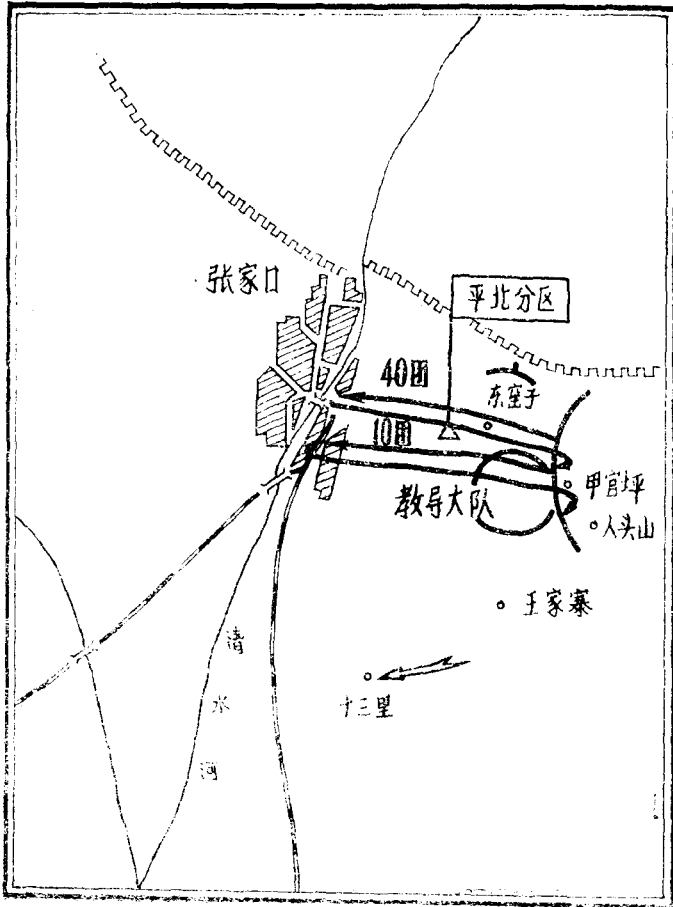 张家口
平北分区
40团
东窑子
10团
教导大队
甲官坪
人头山
王家寨
十三里
清水河